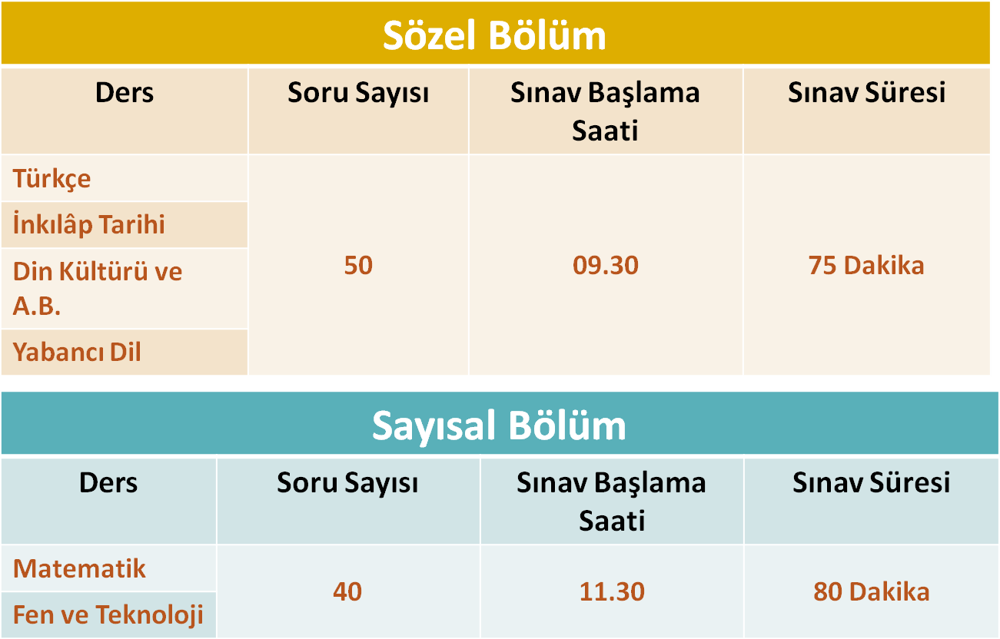 Sözel Bölüm
Ders
Soru Sayısı
Sınav Başlama
Saati
Sınav Süresi
Türkçe
İnkılâp Tarihi
Din Kültürü ve
A.B.
Yabancı Dil
50
09.30
75 Dakika
Sayısal Bölüm
Ders
Soru Sayısı
Sınav Başlama
Saati
Sınav Süresi
Matematik
Fen ve Teknoloji
40
11.30
80 Dakika